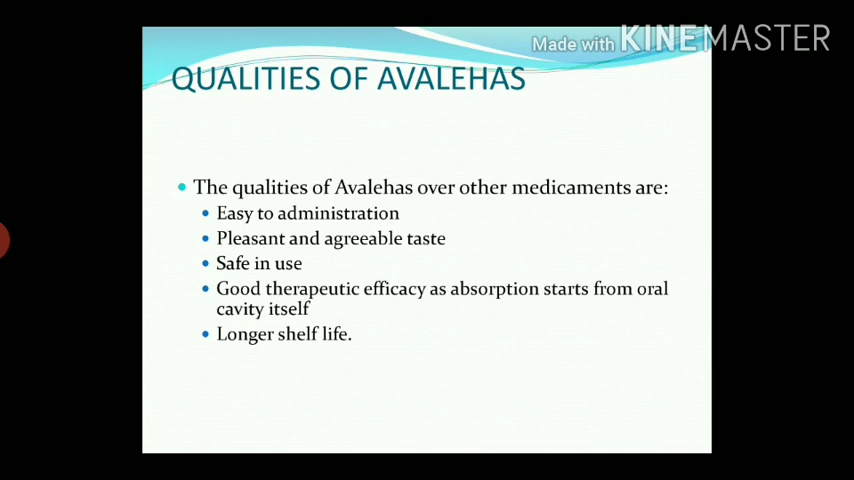 Made with KINEMASTER
QUALITIES OF AVALEHAS
• The qualities of Avalehas over other medicaments are:
• Easy to administration
• Pleasant and agreeable taste
• Safe in use
• Good therapeutic efficacy as absorption starts from oral
cavity itself
• Longer shelf life.